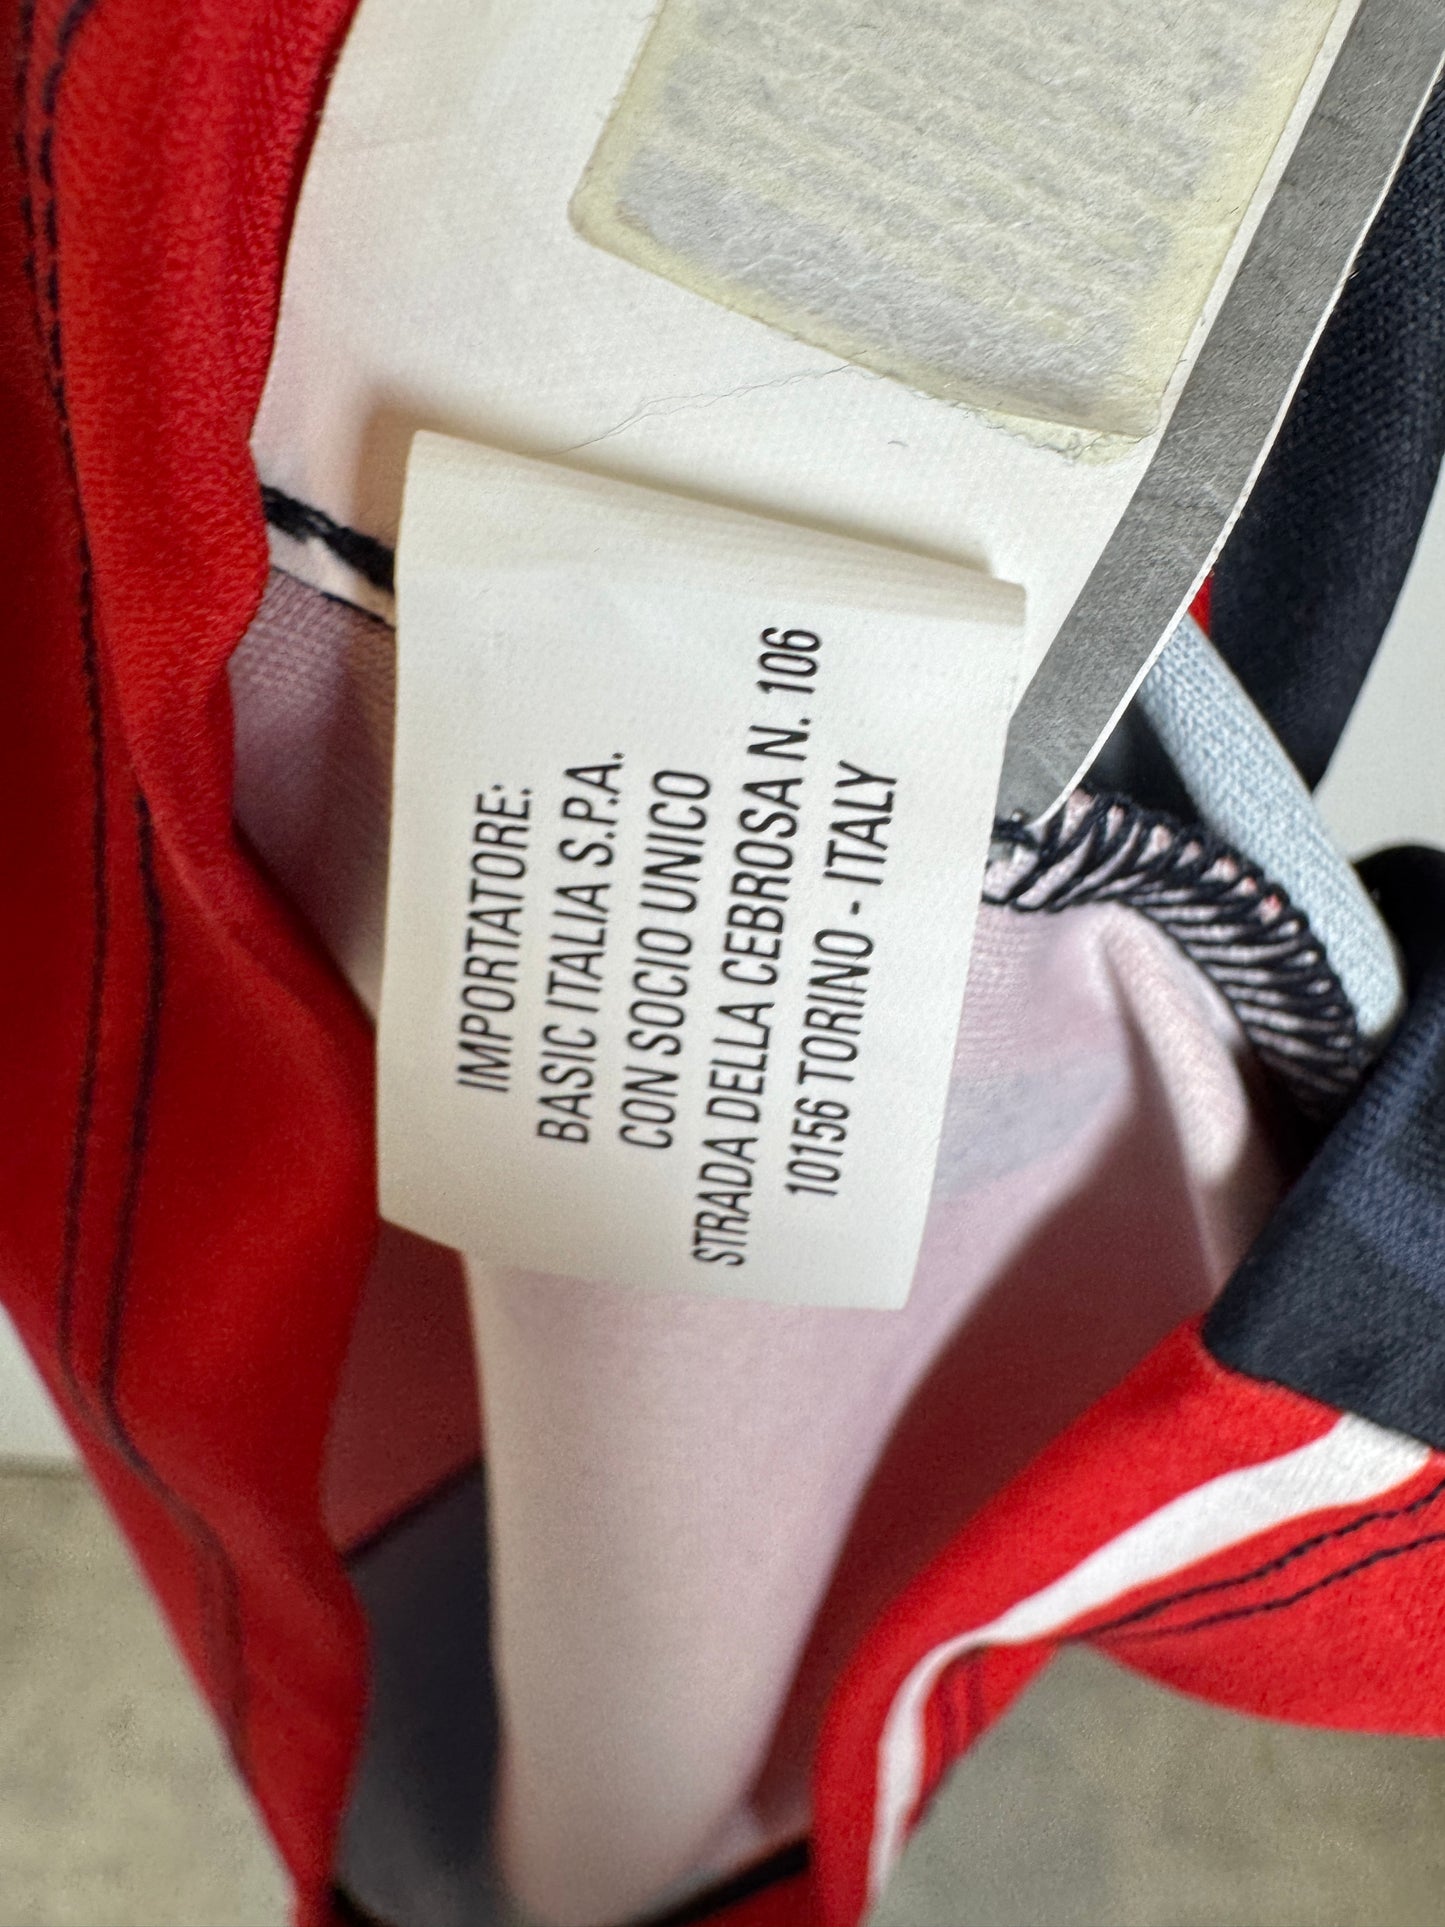 IMPORTATORE:
BASIC ITALIA S.P.A.
CON SOCIO UNICO
STRADA DELLA CEBROSA N. 106
10156 TORINO - ITALY